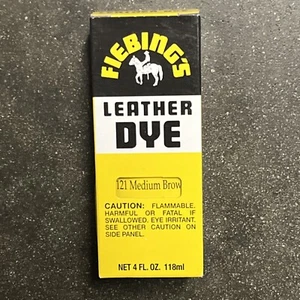 FIEBING'S
LEATHER
DYE
121 Medium Brow
CAUTION: FLAMMABLE.
HARMFUL OR FATAL IF
SWALLOWED. EYE IRRITANT.
SEE OTHER CAUTION ON
SIDE PANEL.
NET 4 FL. OZ. 118ml